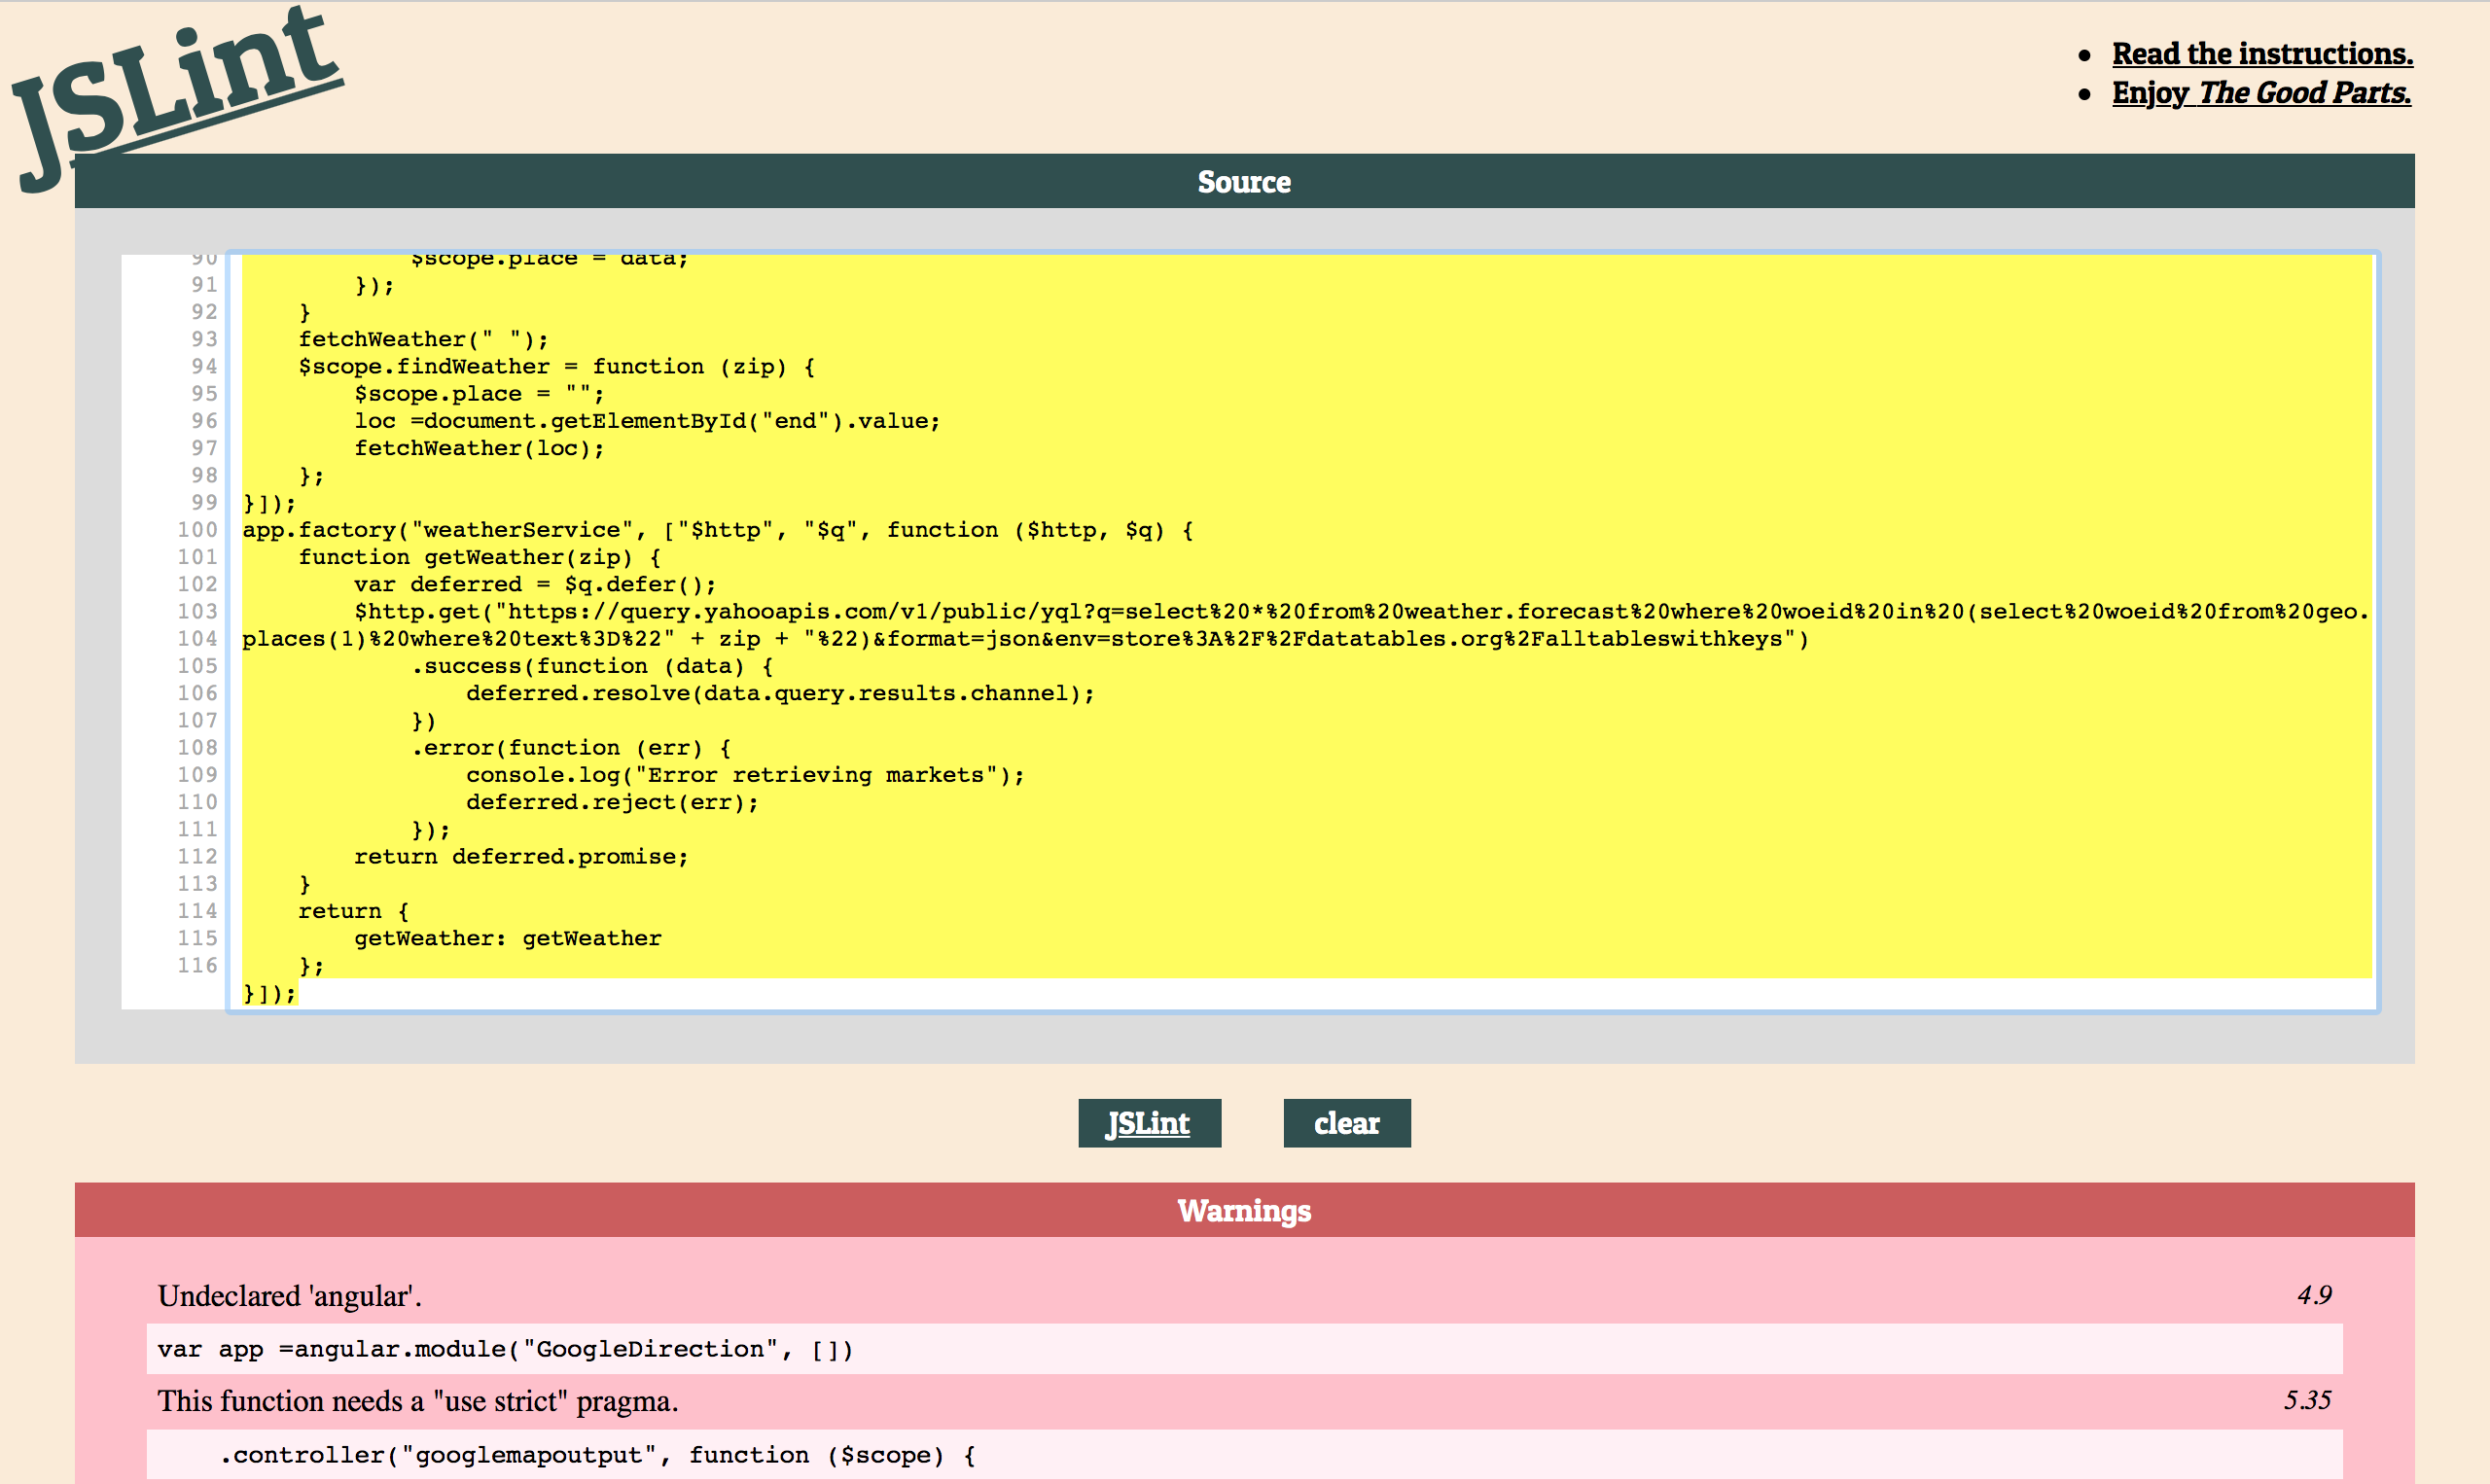 JSLint
Read the instructions.
Enjoy The Good Parts.
Source
90 $scope.place = data;
91 });
92 }
93 fetchWeather(" ");
94 $scope.findWeather = function (zip) {
95 $scope.place = "";
96 loc =document.getElementById("end").value;
97 fetchWeather(loc);
98 };
99 }]);
100 app.factory("weatherService", ["$http", "$q", function ($http, $q) {
101 function getWeather(zip) {
102 var deferred = $q.defer();
103 $http.get("https://query.yahooapis.com/v1/public/yql?q=select%20*%20from%20weather.forecast%20where%20woeid%20in%20(select%20woeid%20from%20geo.
104 places(1)%20where%20text%3D%22" + zip + "%22)&format=json&env=store%3A%2F%2Fdatatables.org%2Falltableswithkeys")
105 .success(function (data) {
106 deferred.resolve(data.query.results.channel);
107 })
108 .error(function (err) {
109 console.log("Error retrieving markets");
110 deferred.reject(err);
111 });
112 return deferred.promise;
113 }
114 return {
115 getWeather: getWeather
116 };
}]);
JSLint clear
Warnings
Undeclared 'angular'. 4.9
var app =angular.module("GoogleDirection", [])
This function needs a "use strict" pragma. 5.35
.controller("googlemapoutput", function ($scope) {